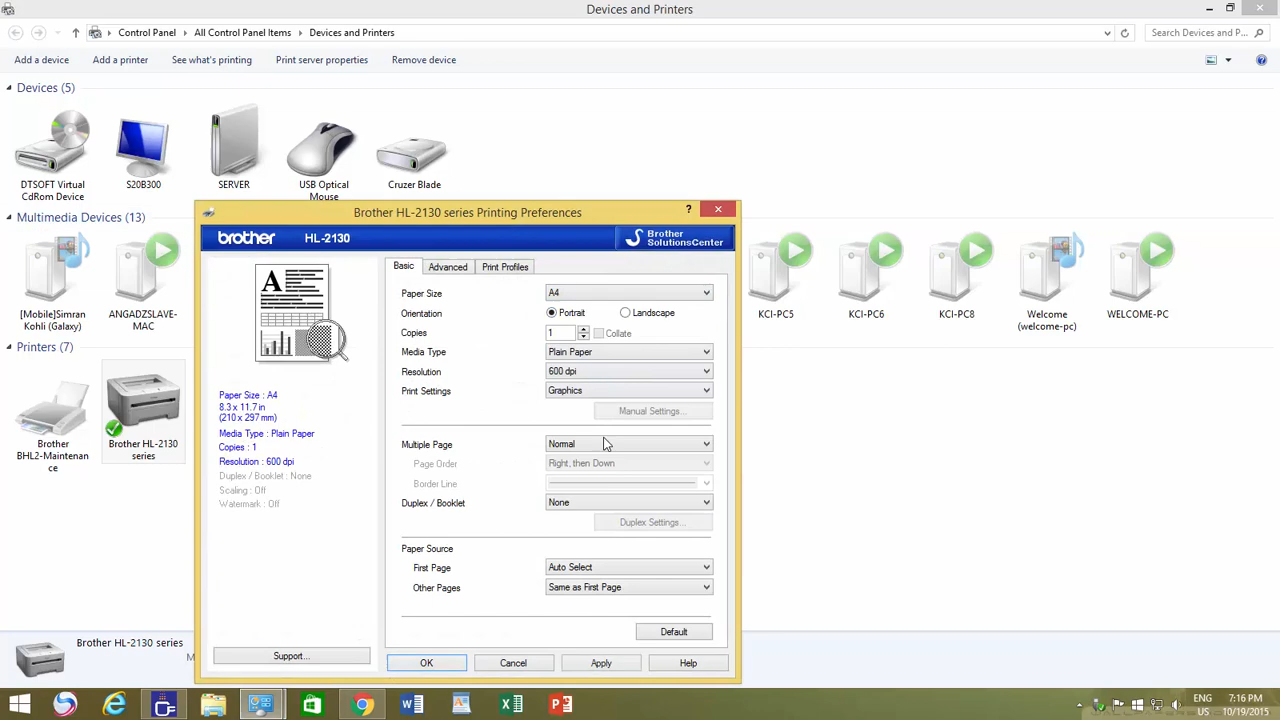 Devices and Printers
Control Panel
All Control Panel Items
Devices and Printers
Search Devices and P...
Add a device
Add a printer
See what's printing
Print server properties
Remove device
Devices (5)
DTSOFT Virtual
CdRom Device
S20B300
SERVER
USB Optical
Mouse
Cruzer Blade
Multimedia Devices (13)
[Mobile]Simran
Kohli (Galaxy)
ANGADZSLAVE-
MAC
KCI-PC5
KCI-PC6
KCI-PC8
Welcome
(welcome-pc)
WELCOME-PC
Printers (7)
Brother
BHL2-Maintenan
ce
Brother HL-2130
series
Brother HL-2130 series Printing Preferences
?
brother
HL-2130
Brother
SolutionsCenter
Basic
Advanced
Print Profiles
A
Paper Size
A4
Orientation
Portrait
Landscape
Copies
1
Collate
Media Type
Plain Paper
Resolution
600 dpi
Print Settings
Graphics
Manual Settings...
Multiple Page
Normal
Page Order
Right, then Down
Border Line
Duplex / Booklet
None
Duplex Settings...
Paper Source
First Page
Auto Select
Other Pages
Same as First Page
Default
Paper Size : A4
8.3 x 11.7 in
(210 x 297 mm)
Media Type : Plain Paper
Copies : 1
Resolution : 600 dpi
Duplex / Booklet : None
Scaling : Off
Watermark : Off
Support...
OK
Cancel
Apply
Help
Brother HL-2130 series
M
ENG
US
7:16 PM
10/19/2015